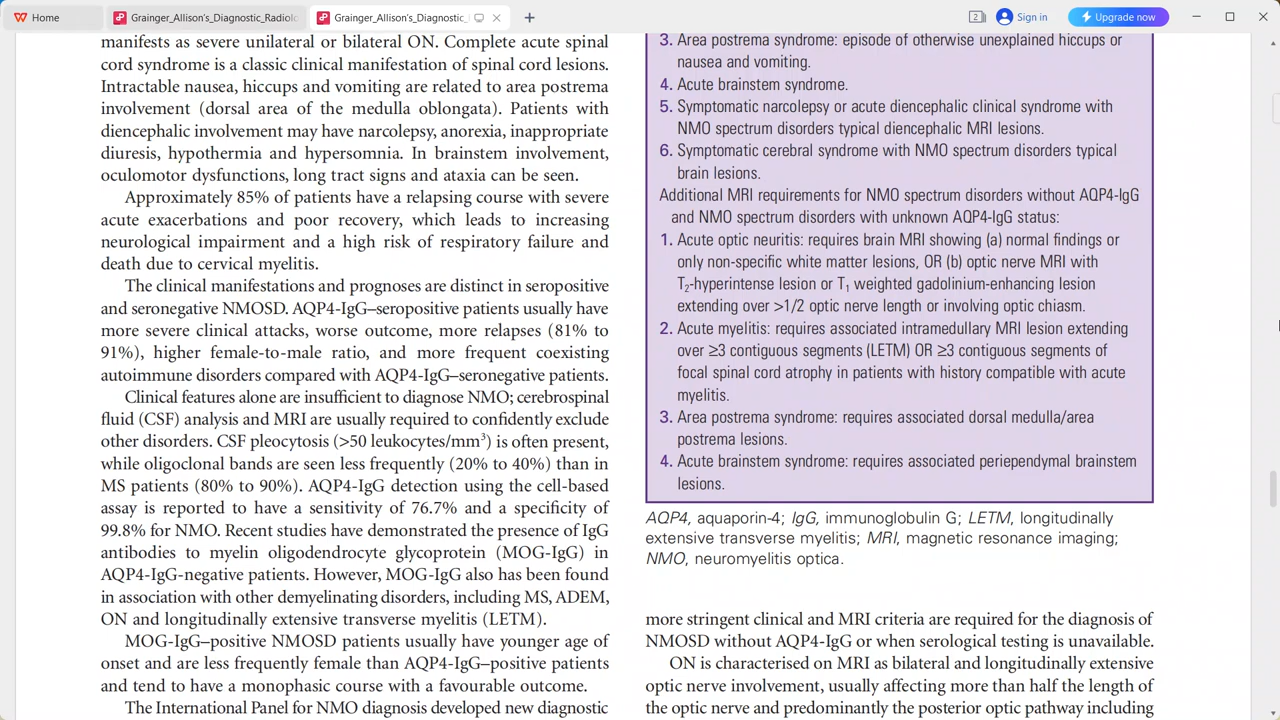 Home
Grainger_Allison's_Diagnostic_Radiolo
Grainger_Allison's_Diagnostic_
2
Sign in
Upgrade now
manifests as severe unilateral or bilateral ON. Complete acute spinal
cord syndrome is a classic clinical manifestation of spinal cord lesions.
Intractable nausea, hiccups and vomiting are related to area postrema
involvement (dorsal area of the medulla oblongata). Patients with
diencephalic involvement may have narcolepsy, anorexia, inappropriate
diuresis, hypothermia and hypersomnia. In brainstem involvement,
oculomotor dysfunctions, long tract signs and ataxia can be seen.
Approximately 85% of patients have a relapsing course with severe
acute exacerbations and poor recovery, which leads to increasing
neurological impairment and a high risk of respiratory failure and
death due to cervical myelitis.
The clinical manifestations and prognoses are distinct in seropositive
and seronegative NMOSD. AQP4-IgG–seropositive patients usually have
more severe clinical attacks, worse outcome, more relapses (81% to
91%), higher female-to-male ratio, and more frequent coexisting
autoimmune disorders compared with AQP4-IgG–seronegative patients.
Clinical features alone are insufficient to diagnose NMO; cerebrospinal
fluid (CSF) analysis and MRI are usually required to confidently exclude
other disorders. CSF pleocytosis (>50 leukocytes/mm³) is often present,
while oligoclonal bands are seen less frequently (20% to 40%) than in
MS patients (80% to 90%). AQP4-IgG detection using the cell-based
assay is reported to have a sensitivity of 76.7% and a specificity of
99.8% for NMO. Recent studies have demonstrated the presence of IgG
antibodies to myelin oligodendrocyte glycoprotein (MOG-IgG) in
AQP4-IgG-negative patients. However, MOG-IgG also has been found
in association with other demyelinating disorders, including MS, ADEM,
ON and longitudinally extensive transverse myelitis (LETM).
MOG-IgG–positive NMOSD patients usually have younger age of
onset and are less frequently female than AQP4-IgG–positive patients
and tend to have a monophasic course with a favourable outcome.
The International Panel for NMO diagnosis developed new diagnostic
3. Area postrema syndrome: episode of otherwise unexplained hiccups or
nausea and vomiting.
4. Acute brainstem syndrome.
5. Symptomatic narcolepsy or acute diencephalic clinical syndrome with
NMO spectrum disorders typical diencephalic MRI lesions.
6. Symptomatic cerebral syndrome with NMO spectrum disorders typical
brain lesions.
Additional MRI requirements for NMO spectrum disorders without AQP4-IgG
and NMO spectrum disorders with unknown AQP4-IgG status:
1. Acute optic neuritis: requires brain MRI showing (a) normal findings or
only non-specific white matter lesions, OR (b) optic nerve MRI with
T₂-hyperintense lesion or T₁ weighted gadolinium-enhancing lesion
extending over >1/2 optic nerve length or involving optic chiasm.
2. Acute myelitis: requires associated intramedullary MRI lesion extending
over ≥3 contiguous segments (LETM) OR ≥3 contiguous segments of
focal spinal cord atrophy in patients with history compatible with acute
myelitis.
3. Area postrema syndrome: requires associated dorsal medulla/area
postrema lesions.
4. Acute brainstem syndrome: requires associated periependymal brainstem
lesions.
AQP4, aquaporin-4; IgG, immunoglobulin G; LETM, longitudinally
extensive transverse myelitis; MRI, magnetic resonance imaging;
NMO, neuromyelitis optica.
more stringent clinical and MRI criteria are required for the diagnosis of
NMOSD without AQP4-IgG or when serological testing is unavailable.
ON is characterised on MRI as bilateral and longitudinally extensive
optic nerve involvement, usually affecting more than half the length of
the optic nerve and predominantly the posterior optic pathway including